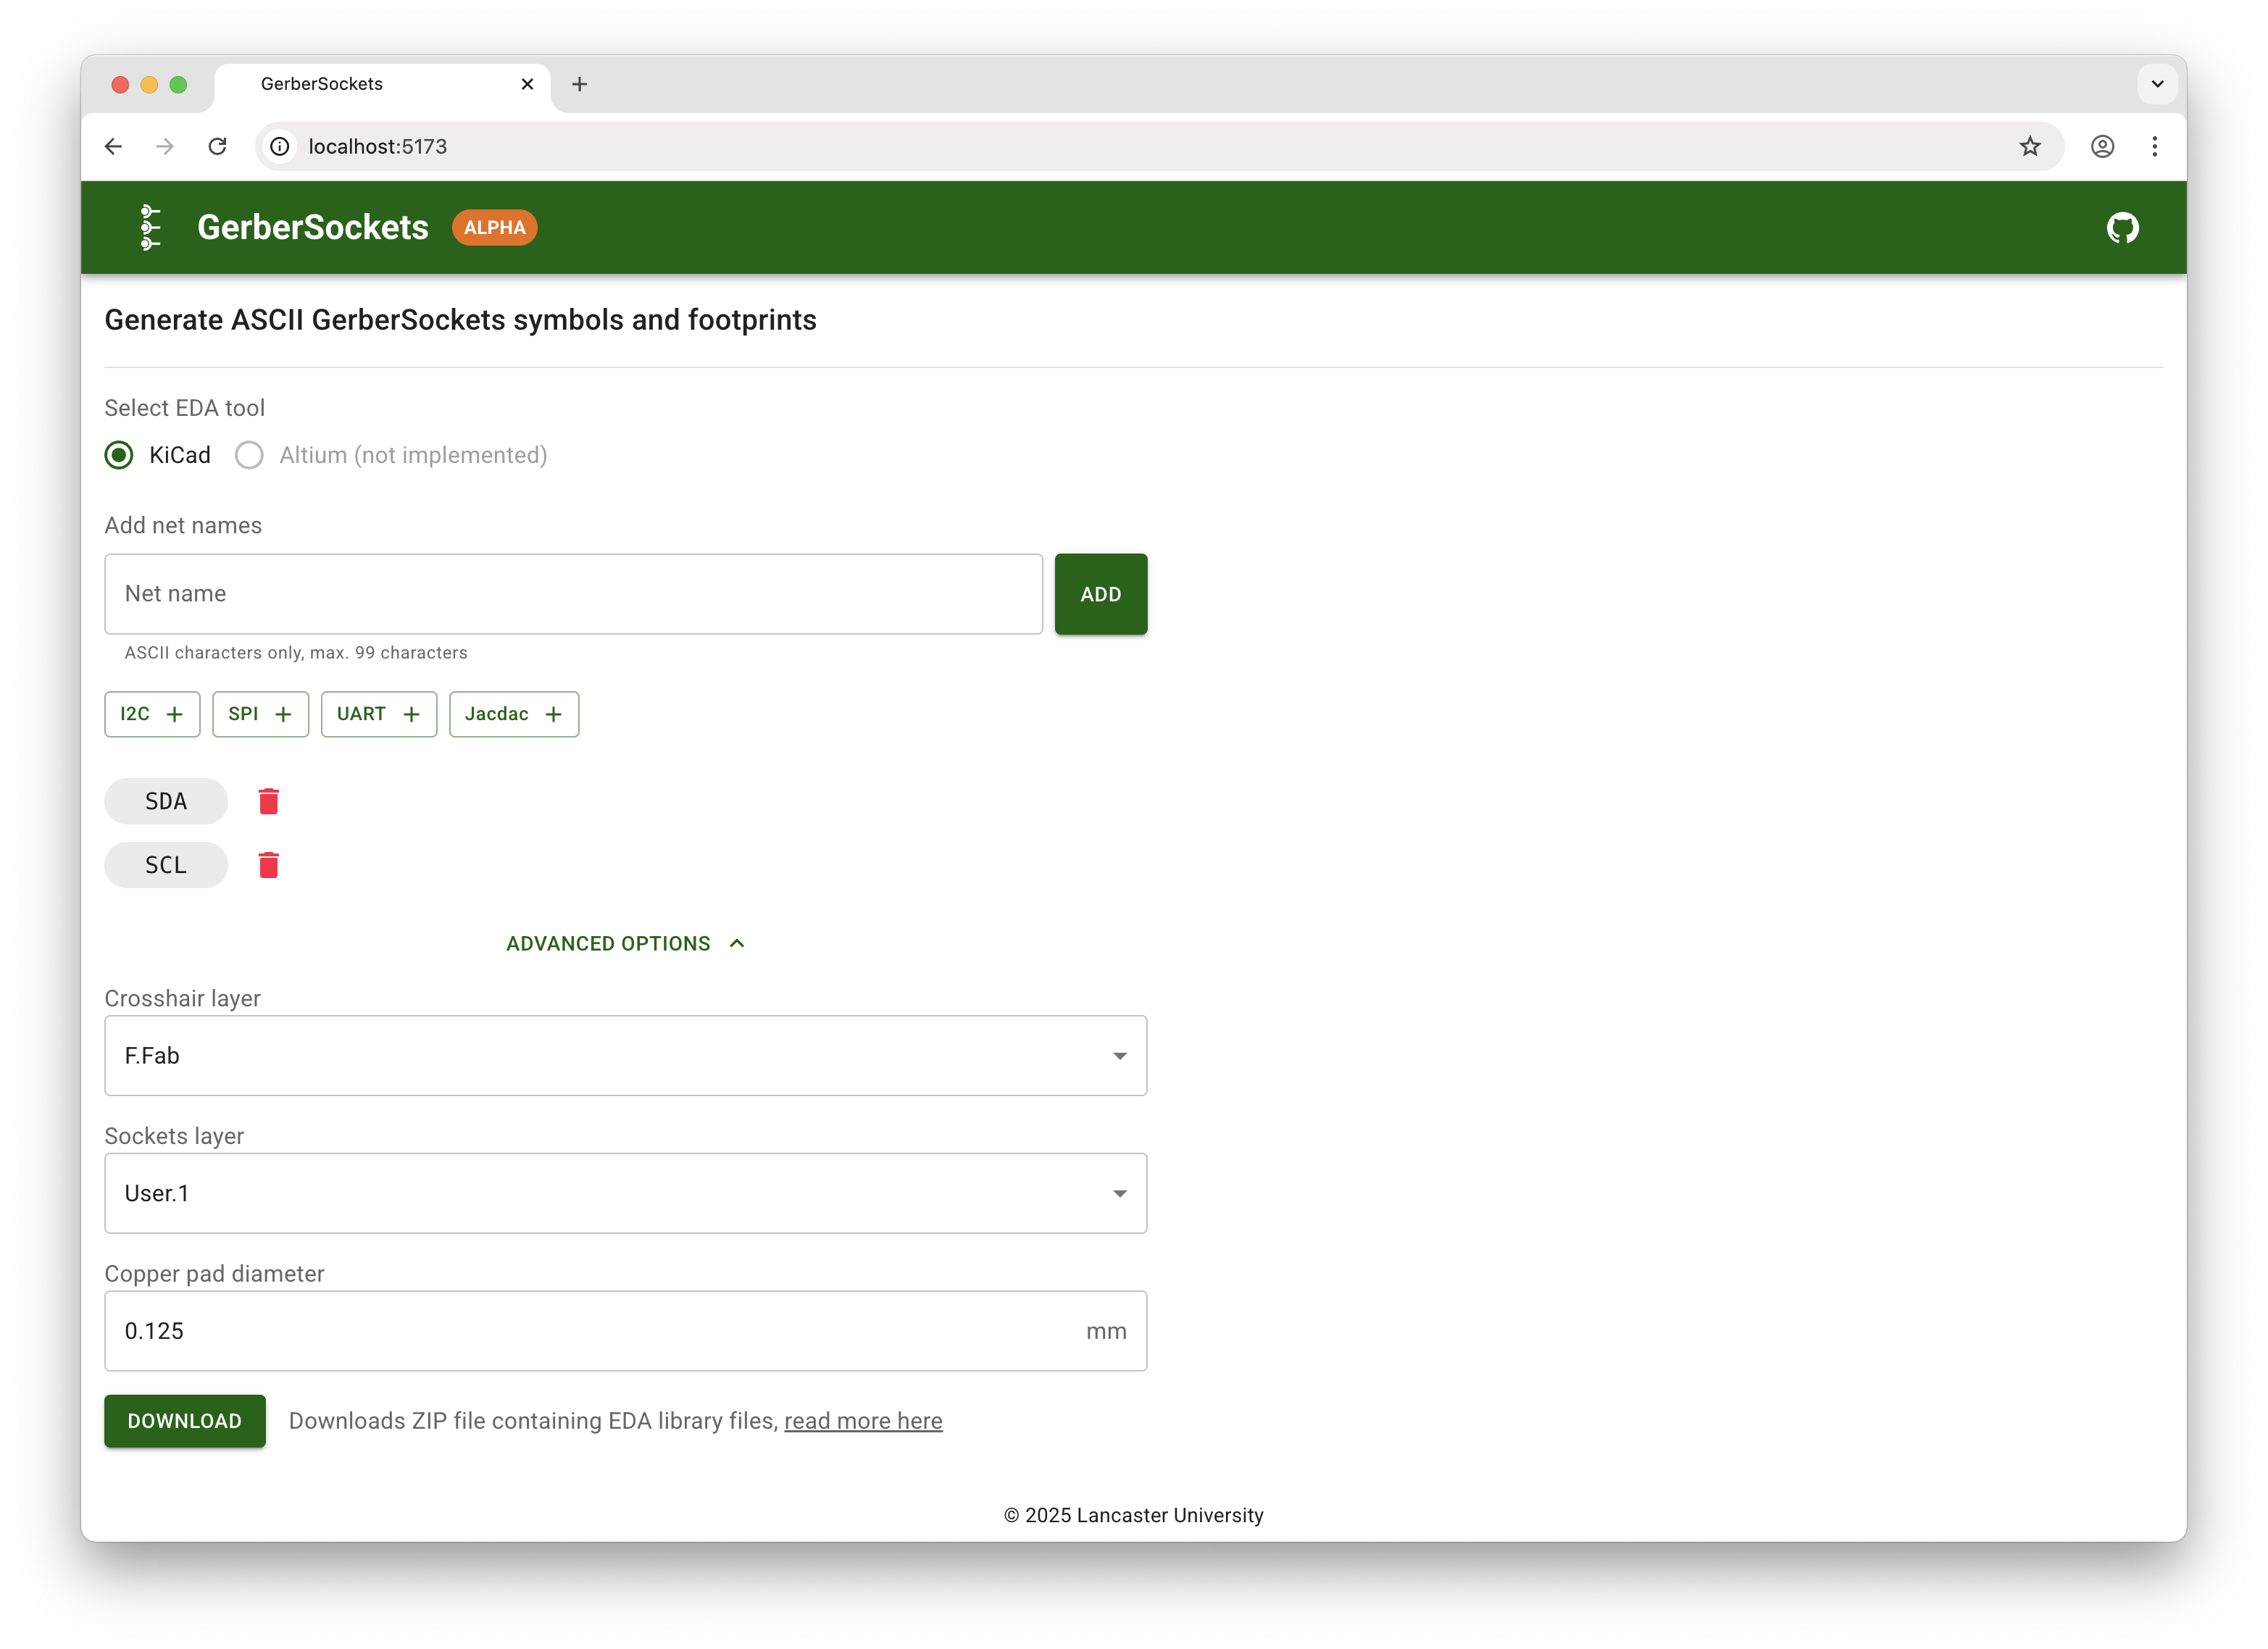 GerberSockets
localhost:5173
GerberSockets ALPHA
Generate ASCII GerberSockets symbols and footprints
Select EDA tool
KiCad Altium (not implemented)
Add net names
Net name ADD
ASCII characters only, max. 99 characters
I2C + SPI + UART + Jacdac +
SDA
SCL
ADVANCED OPTIONS
Crosshair layer
F.Fab
Sockets layer
User.1
Copper pad diameter
0.125 mm
DOWNLOAD Downloads ZIP file containing EDA library files, read more here
© 2025 Lancaster University